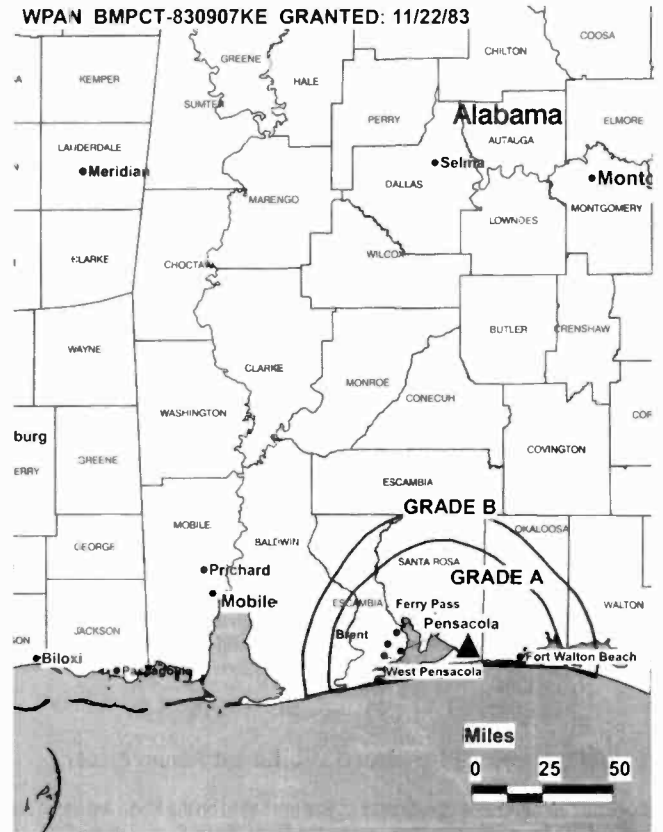 WPAN BMPCT-830907KE GRANTED: 11/22/83
COOSA
CHILTON
GREENE
KEMPER
HALE
SUMTER
PERRY
Alabama
ELMORE
AUTAUGA
LAUDERDALE
Meridian
Selma
DALLAS
Montg
MARENGO
MONTGOMERY
LOWNDES
CLARKE
CHOCTAW
WILCOX
BUTLER
CRENSHAW
WAYNE
CLARKE
MONROE
CONECUH
WASHINGTON
COVINGTON
burg
ERRY
GREENE
ESCAMBIA
GRADE B
MOBILE
OKALOOSA
BALDWIN
GEORGE
SANTA ROSA
Prichard
GRADE A
ESCAMBIA
Mobile
Ferry Pass
WALTON
Pensacola
JACKSON
Brent
Biloxi
Pascagoula
West Pensacola
Fort Walton Beach
Miles
0 25 50